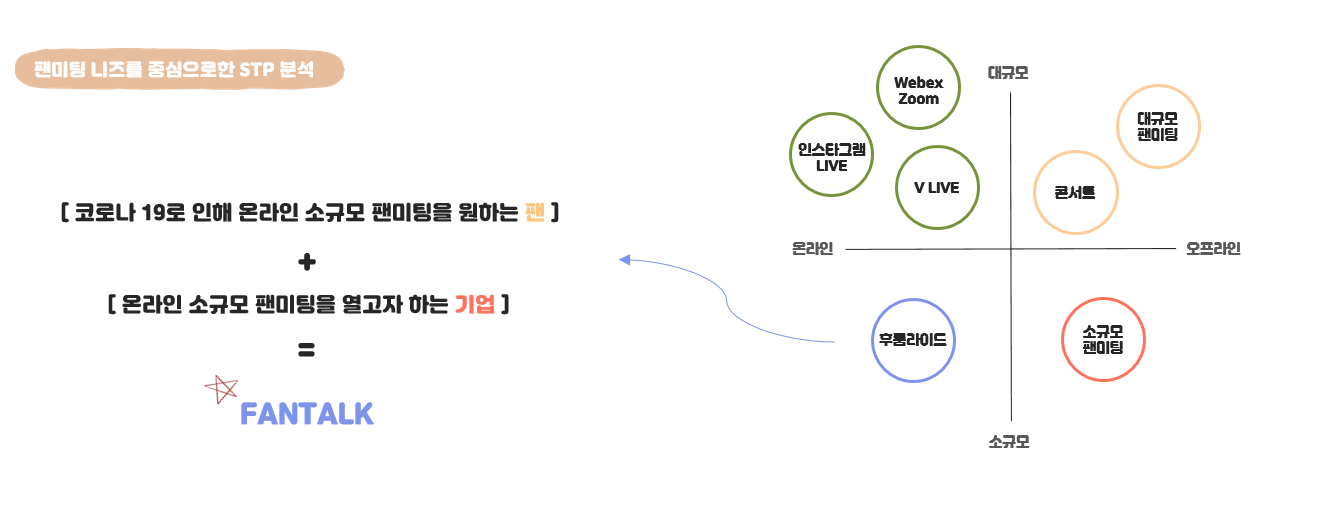 팬미팅 니즈를 중심으로한 STP 분석
[ 코로나 19로 인해 온라인 소규모 팬미팅을 원하는 팬 ]
+
[ 온라인 소규모 팬미팅을 열고자 하는 기업 ]
=
FANTALK
대규모
Webex
Zoom
인스타그램
LIVE
V LIVE
대규모
팬미팅
콘서트
온라인
오프라인
후룸라이드
소규모
팬미팅
소규모